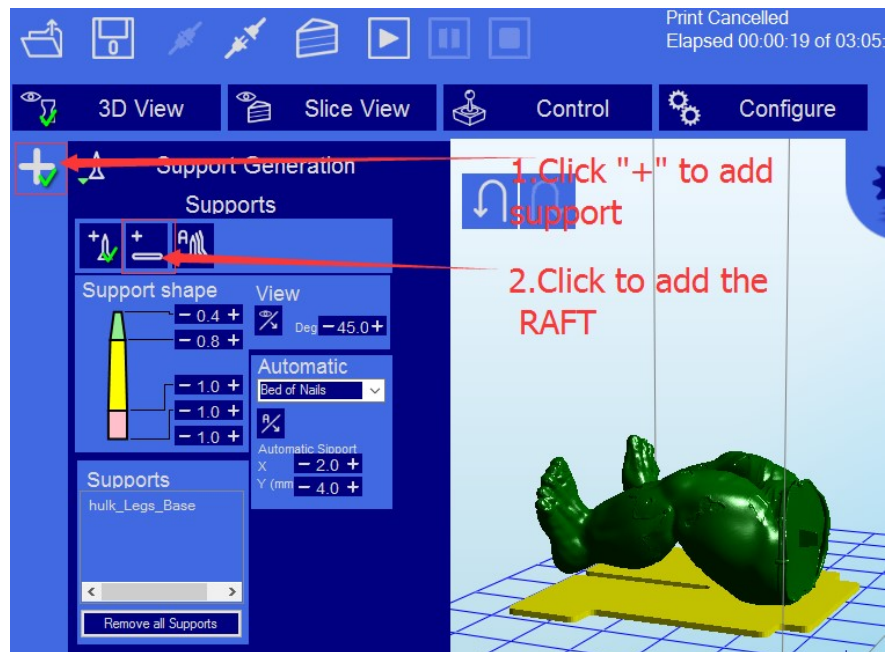 Print Cancelled
Elapsed 00:00:19 of 03:05:
0
3D View
Slice View
Control
Configure
Support Generation
1.Click "+" to add
support
Supports
A
2.Click to add the
RAFT
Support shape
View
0.4
0.8
Deg 45.0
Automatic
Bed of Nails
1.0
1.0
1.0
A
Automatic Sipport
X 2.0
Y (mm 4.0
Supports
hulk_Legs_Base
Remove all Supports